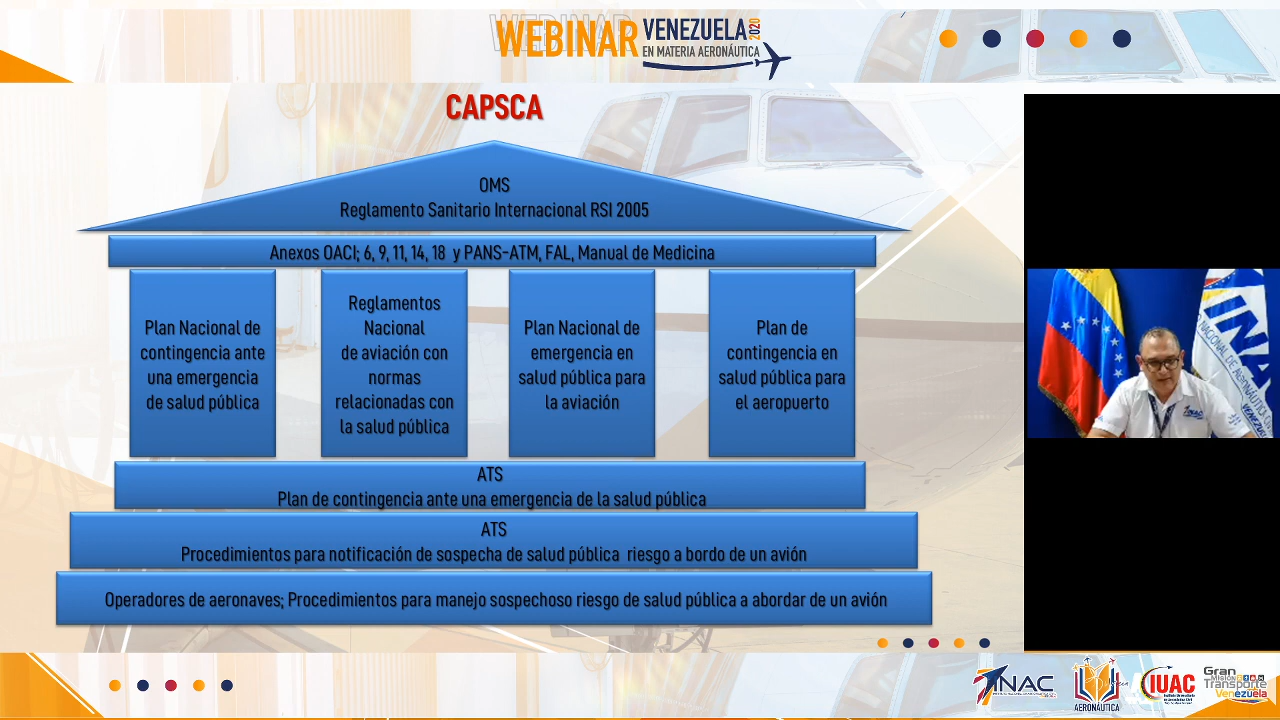 WEBINAR
VENEZUELA
2020
EN MATERIA AERONÁUTICA
CAPSCA
OMS
Reglamento Sanitario Internacional RSI 2005
Anexos OACI; 6, 9, 11, 14, 18 y PANS-ATM, FAL, Manual de Medicina
Plan Nacional de
contingencia ante
una emergencia
de salud pública
Reglamentos
Nacional
de aviación con
normas
relacionadas con
la salud pública
Plan Nacional de
emergencia en
salud pública para
la aviación
Plan de
contingencia en
salud pública para
el aeropuerto
ATS
Plan de contingencia ante una emergencia de la salud pública
ATS
Procedimientos para notificación de sospecha de salud pública riesgo a bordo de un avión
Operadores de aeronaves; Procedimientos para manejo sospechoso riesgo de salud pública a abordar de un avión
INAC
AERONÁUTICA
IUAC
Gran
MISIÓN
Transporte
Venezuela